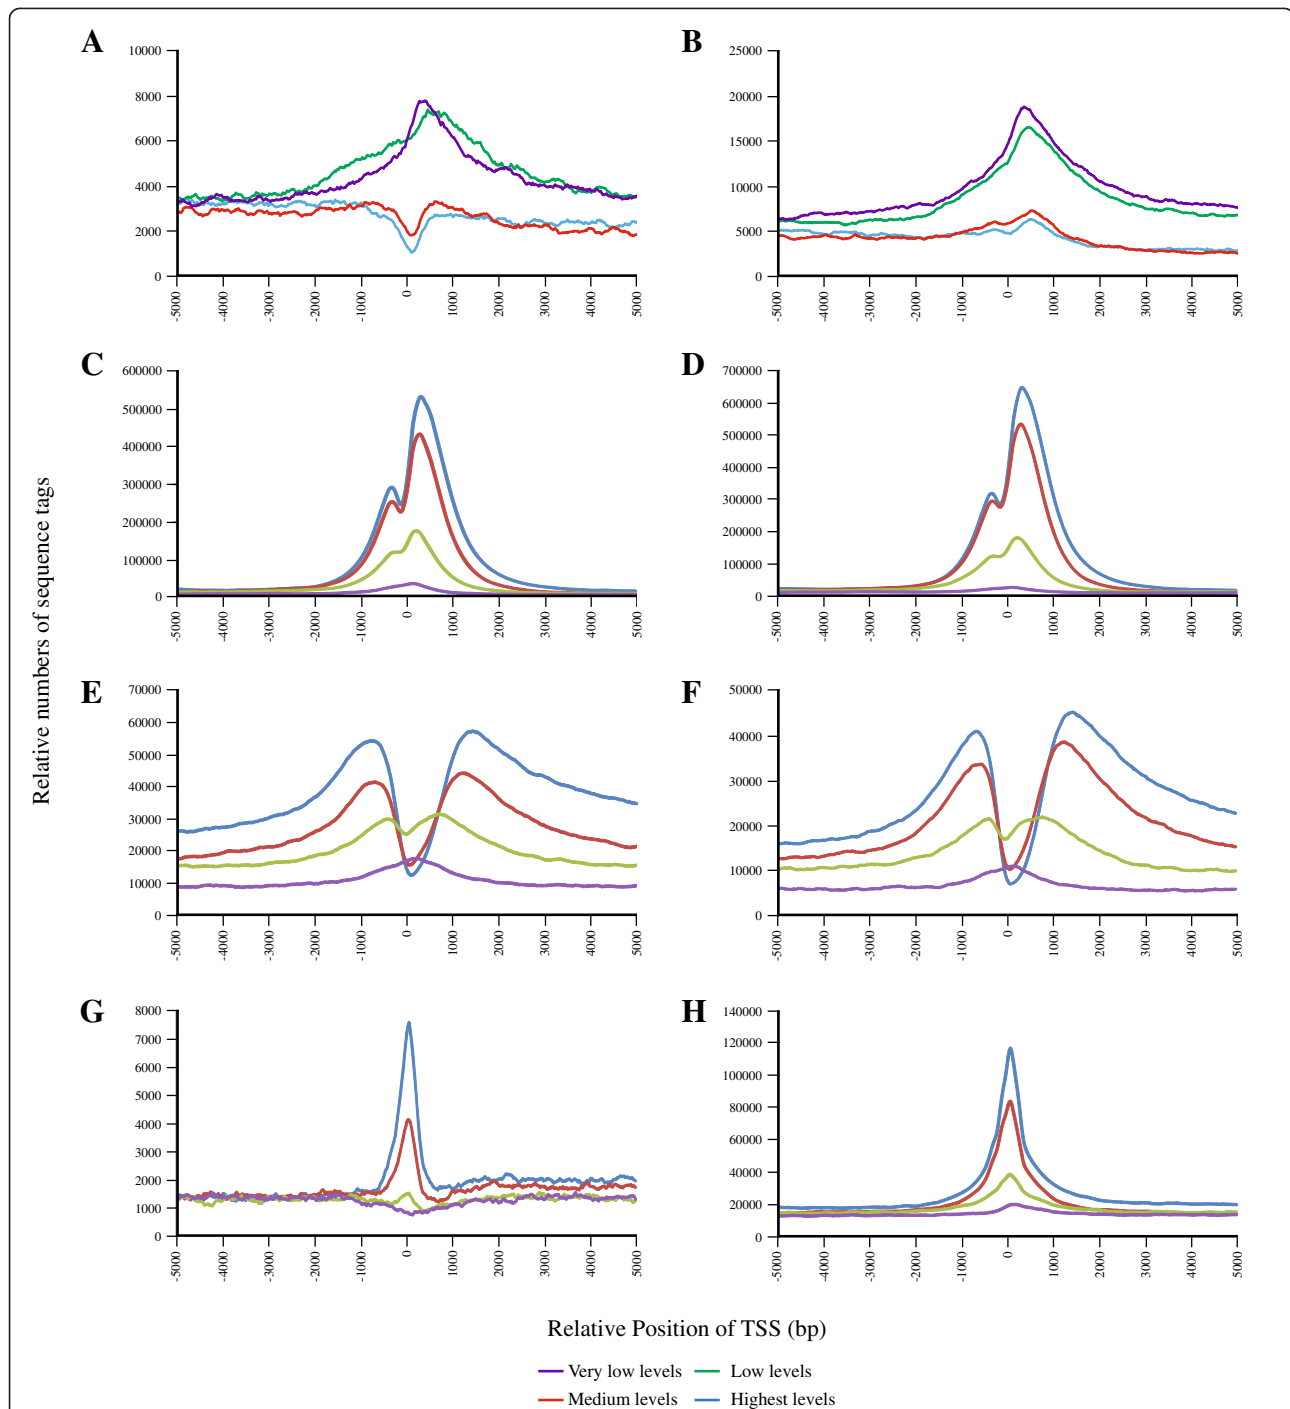 A
10000
8000
6000
4000
2000
0
-5000 -4000 -3000 -2000 -1000 0 1000 2000 3000 4000 5000
B
25000
20000
15000
10000
5000
0
-5000 -4000 -3000 -2000 -1000 0 1000 2000 3000 4000 5000
C
600000
500000
400000
300000
200000
100000
0
-5000 -4000 -3000 -2000 -1000 0 1000 2000 3000 4000 5000
D
700000
600000
500000
400000
300000
200000
100000
0
-5000 -4000 -3000 -2000 -1000 0 1000 2000 3000 4000 5000
Relative numbers of sequence tags
E
70000
60000
50000
40000
30000
20000
10000
0
-5000 -4000 -3000 -2000 -1000 0 1000 2000 3000 4000 5000
F
50000
40000
30000
20000
10000
0
-5000 -4000 -3000 -2000 -1000 0 1000 2000 3000 4000 5000
G
8000
7000
6000
5000
4000
3000
2000
1000
0
-5000 -4000 -3000 -2000 -1000 0 1000 2000 3000 4000 5000
H
140000
120000
100000
80000
60000
40000
20000
0
-5000 -4000 -3000 -2000 -1000 0 1000 2000 3000 4000 5000
Relative Position of TSS (bp)
Very low levels Low levels
Medium levels Highest levels